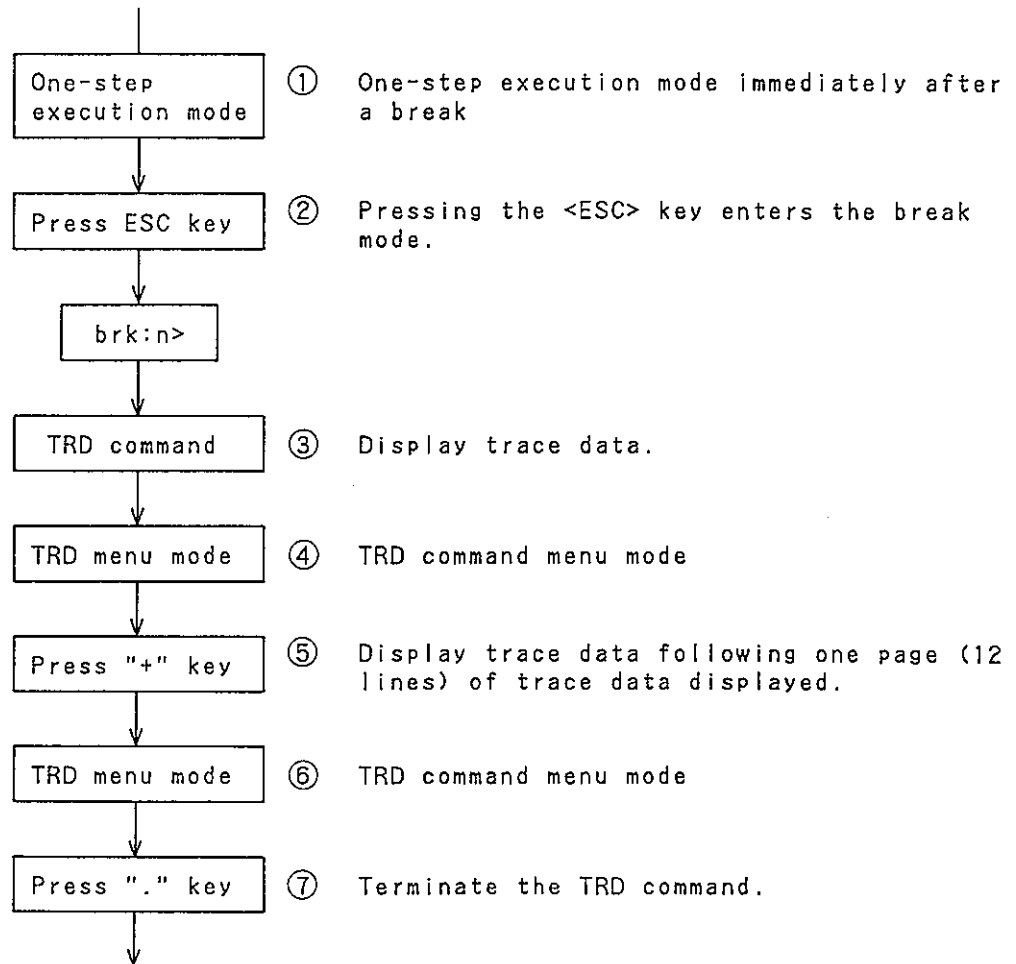 One-step
execution mode
① One-step execution mode immediately after
a break
Press ESC key
② Pressing the <ESC> key enters the break
mode.
brk:n>
TRD command
③ Display trace data.
TRD menu mode
④ TRD command menu mode
Press "+" key
⑤ Display trace data following one page (12
lines) of trace data displayed.
TRD menu mode
⑥ TRD command menu mode
Press "." key
⑦ Terminate the TRD command.